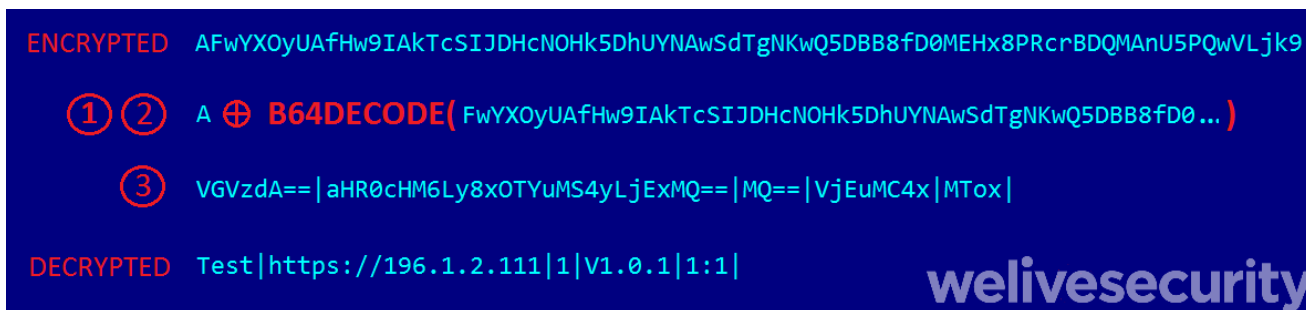 ENCRYPTED AFwYXOyUAfHw9IAkTcSIJDHcNOHk5DhUYNAwSdTgNKwQ5DBB8fD0MEHx8PRcrBDQMAnU5PQwVLjk9
1 2 A ⊕ B64DECODE( FwYXOyUAfHw9IAkTcSIJDHcNOHk5DhUYNAwSdTgNKwQ5DBB8fD0… )
3 VGVzdA==|aHR0cHM6Ly8xOTYuMS4yLjExMQ==|MQ==|VjEuMC4x|MTox|
DECRYPTED Test|https://196.1.2.111|1|V1.0.1|1:1|
welivesecurity